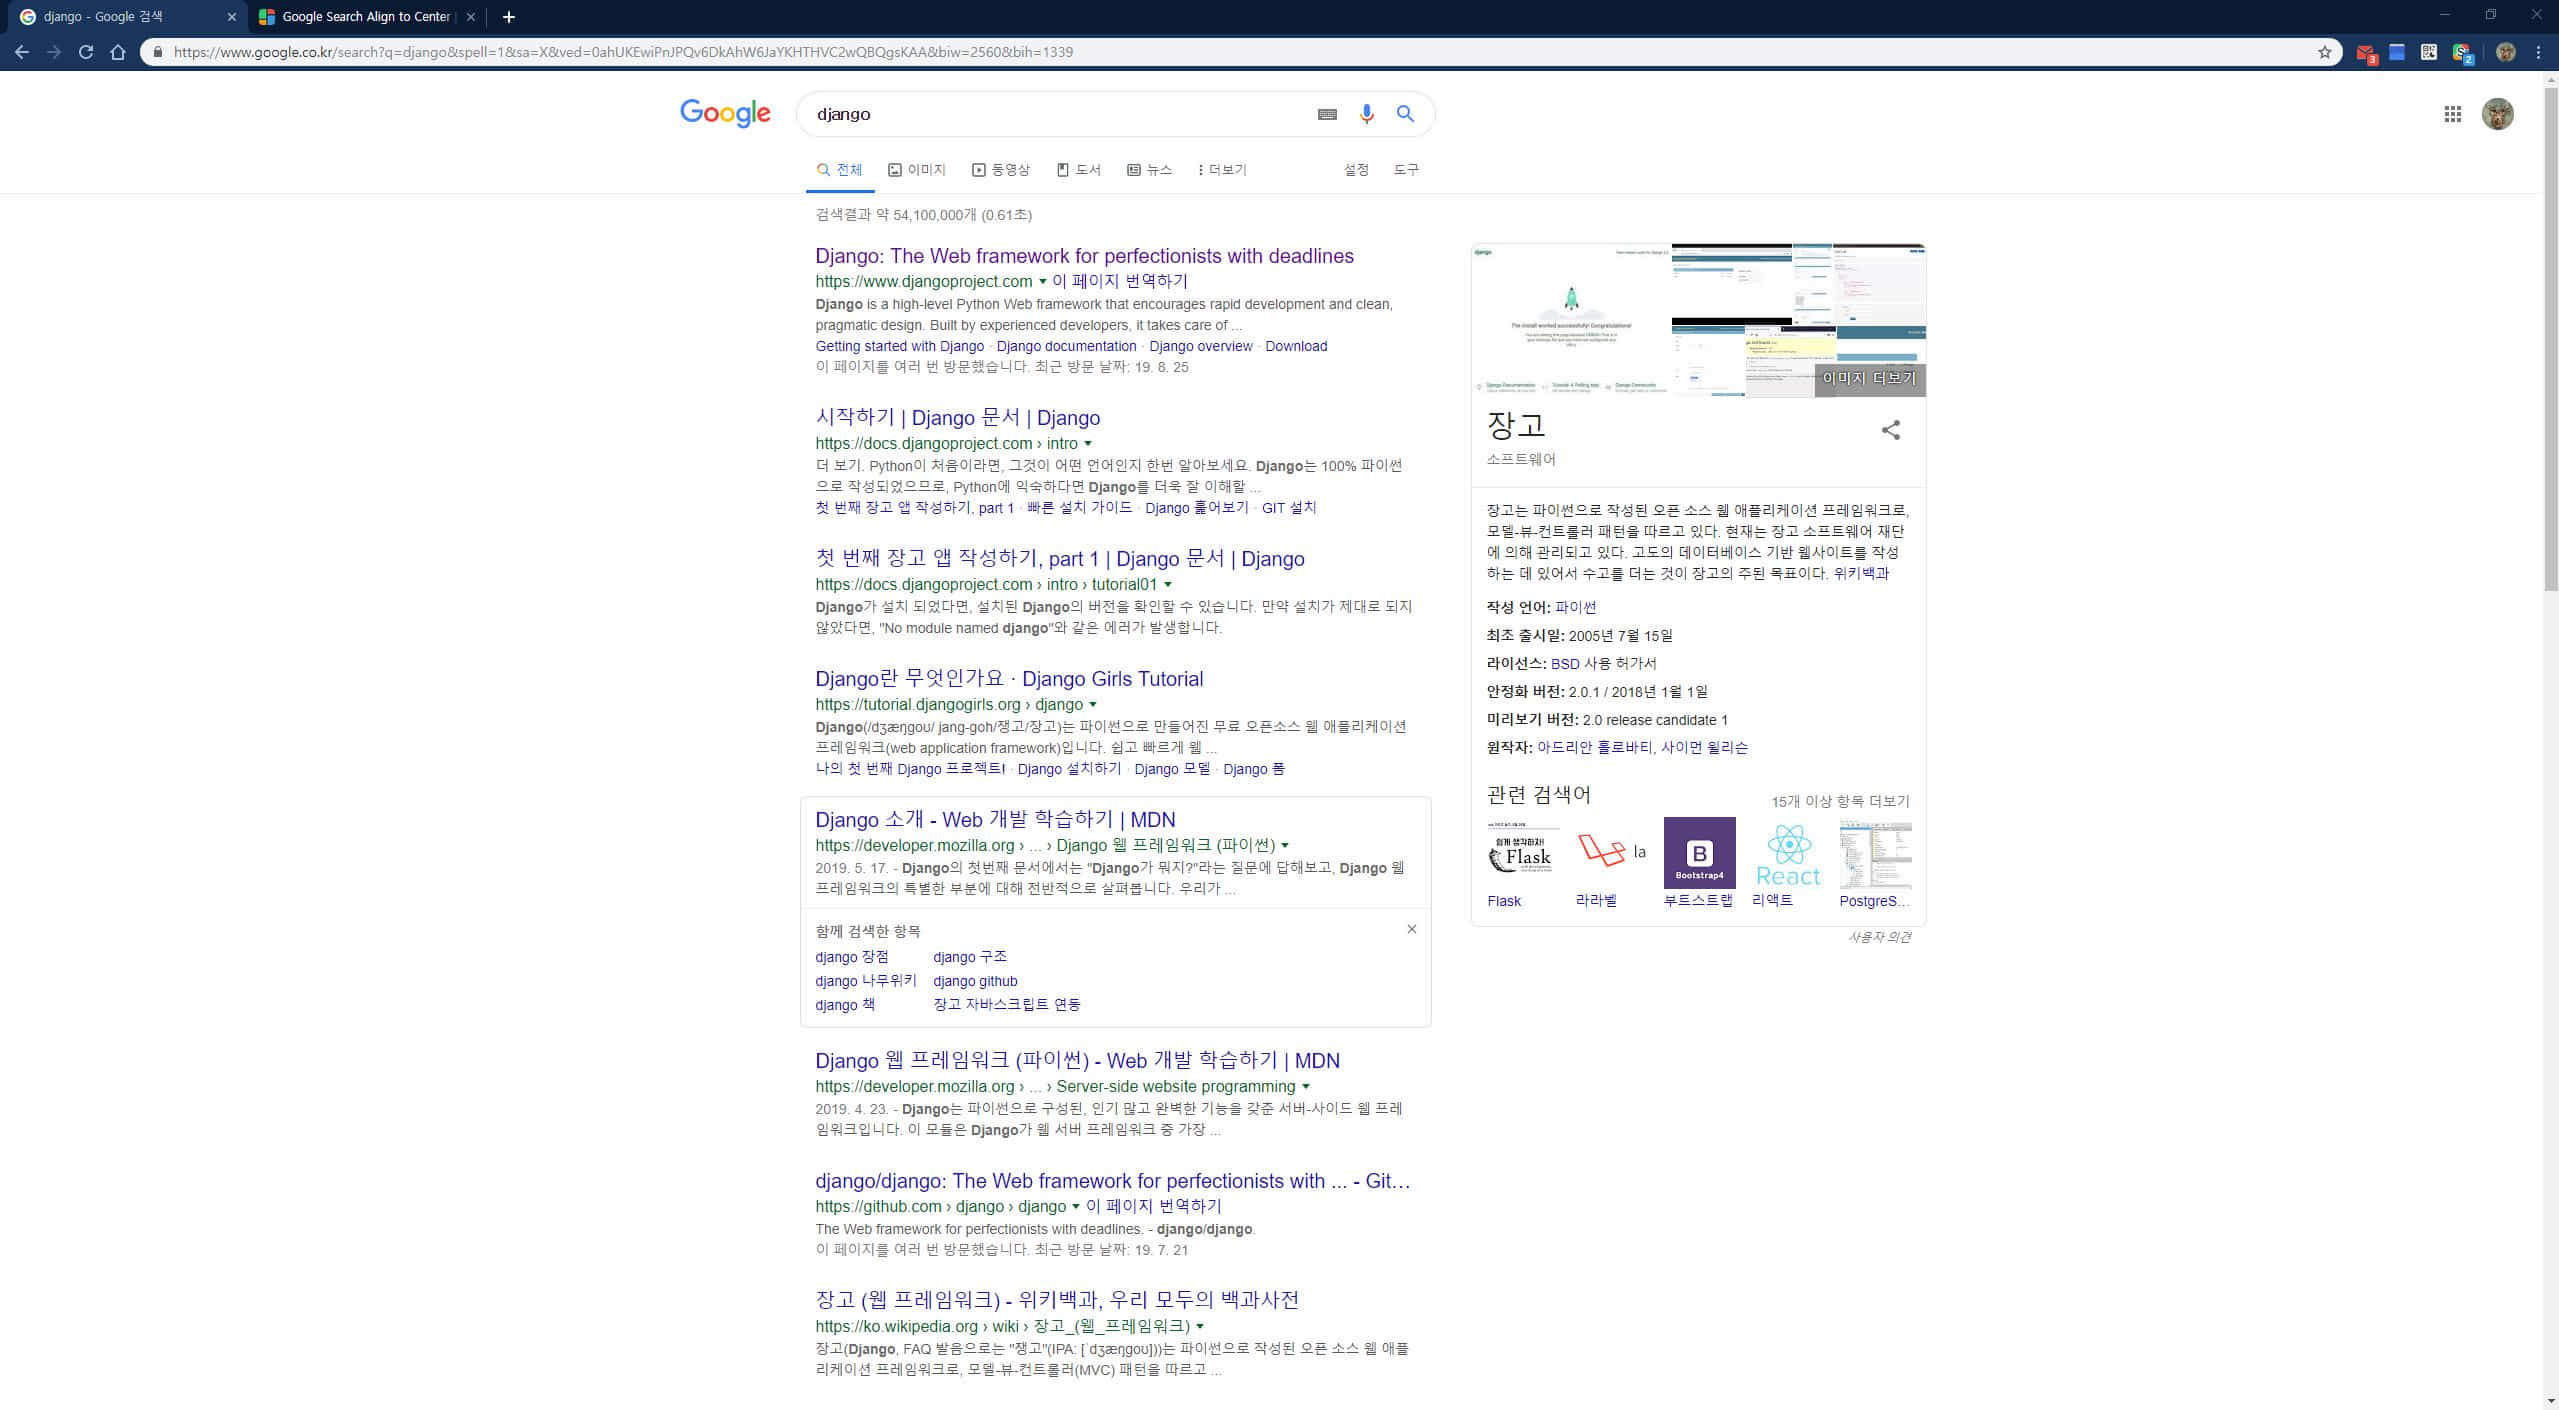 django - Google 검색
Google Search Align to Center
https://www.google.co.kr/search?q=django&spell=1&sa=X&ved=0ahUKEwiPnJPQv6DkAhW6JaYKHTHVC2wQBQgsKAA&biw=2560&bih=1339
3
2
Google
django
전체
이미지
동영상
도서
뉴스
더보기
설정
도구
검색결과 약 54,100,000개 (0.61초)
Django: The Web framework for perfectionists with deadlines
https://www.djangoproject.com ▼ 이 페이지 번역하기
Django is a high-level Python Web framework that encourages rapid development and clean,
pragmatic design. Built by experienced developers, it takes care of ...
Getting started with Django · Django documentation · Django overview · Download
이 페이지를 여러 번 방문했습니다. 최근 방문 날짜: 19. 8. 25
시작하기 | Django 문서 | Django
https://docs.djangoproject.com › intro ▼
더 보기. Python이 처음이라면, 그것이 어떤 언어인지 한번 알아보세요. Django는 100% 파이썬
으로 작성되었으므로, Python에 익숙하다면 Django를 더욱 잘 이해할 ...
첫 번째 장고 앱 작성하기, part 1 · 빠른 설치 가이드 · Django 훑어보기 · GIT 설치
첫 번째 장고 앱 작성하기, part 1 | Django 문서 | Django
https://docs.djangoproject.com › intro › tutorial01 ▼
Django가 설치 되었다면, 설치된 Django의 버전을 확인할 수 있습니다. 만약 설치가 제대로 되지
않았다면, "No module named django"와 같은 에러가 발생합니다.
Django란 무엇인가요 · Django Girls Tutorial
https://tutorial.djangogirls.org › django ▼
Django(/dʒæŋɡoʊ/ jang-goh/쟁고/장고)는 파이썬으로 만들어진 무료 오픈소스 웹 애플리케이션
프레임워크(web application framework)입니다. 쉽고 빠르게 웹 ...
나의 첫 번째 Django 프로젝트! · Django 설치하기 · Django 모델 · Django 폼
Django 소개 - Web 개발 학습하기 | MDN
https://developer.mozilla.org › ... › Django 웹 프레임워크 (파이썬) ▼
2019. 5. 17. - Django의 첫번째 문서에서는 "Django가 뭐지?"라는 질문에 답해보고, Django 웹
프레임워크의 특별한 부분에 대해 전반적으로 살펴봅니다. 우리가 ...
함께 검색한 항목
django 장점
django 구조
django 나무위키
django github
django 책
장고 자바스크립트 연동
Django 웹 프레임워크 (파이썬) - Web 개발 학습하기 | MDN
https://developer.mozilla.org › ... › Server-side website programming ▼
2019. 4. 23. - Django는 파이썬으로 구성된, 인기 많고 완벽한 기능을 갖춘 서버-사이드 웹 프레
임워크입니다. 이 모듈은 Django가 웹 서버 프레임워크 중 가장 ...
django/django: The Web framework for perfectionists with ... - Git...
https://github.com › django › django ▼ 이 페이지 번역하기
The Web framework for perfectionists with deadlines. - django/django.
이 페이지를 여러 번 방문했습니다. 최근 방문 날짜: 19. 7. 21
장고 (웹 프레임워크) - 위키백과, 우리 모두의 백과사전
https://ko.wikipedia.org › wiki › 장고_(웹_프레임워크) ▼
장고(Django, FAQ 발음으로는 "쟁고"(IPA: [ˈdʒæŋɡoʊ]))는 파이썬으로 작성된 오픈 소스 웹 애플
리케이션 프레임워크로, 모델-뷰-컨트롤러(MVC) 패턴을 따르고 ...
django
The install worked successfully! Congratulations!
Django Documentation
Tutorial: A Polling App
Django Community
이미지 더보기
장고
소프트웨어
장고는 파이썬으로 작성된 오픈 소스 웹 애플리케이션 프레임워크로,
모델-뷰-컨트롤러 패턴을 따르고 있다. 현재는 장고 소프트웨어 재단
에 의해 관리되고 있다. 고도의 데이터베이스 기반 웹사이트를 작성
하는 데 있어서 수고를 더는 것이 장고의 주된 목표이다. 위키백과
작성 언어: 파이썬
최초 출시일: 2005년 7월 15일
라이선스: BSD 사용 허가서
안정화 버전: 2.0.1 / 2018년 1월 1일
미리보기 버전: 2.0 release candidate 1
원작자: 아드리안 홀로바티, 사이먼 윌리슨
관련 검색어
15개 이상 항목 더보기
쉽게 생각하자!
Flask
la
B
Bootstrap4
React
Flask
라라벨
부트스트랩
리액트
PostgreS...
사용자 의견